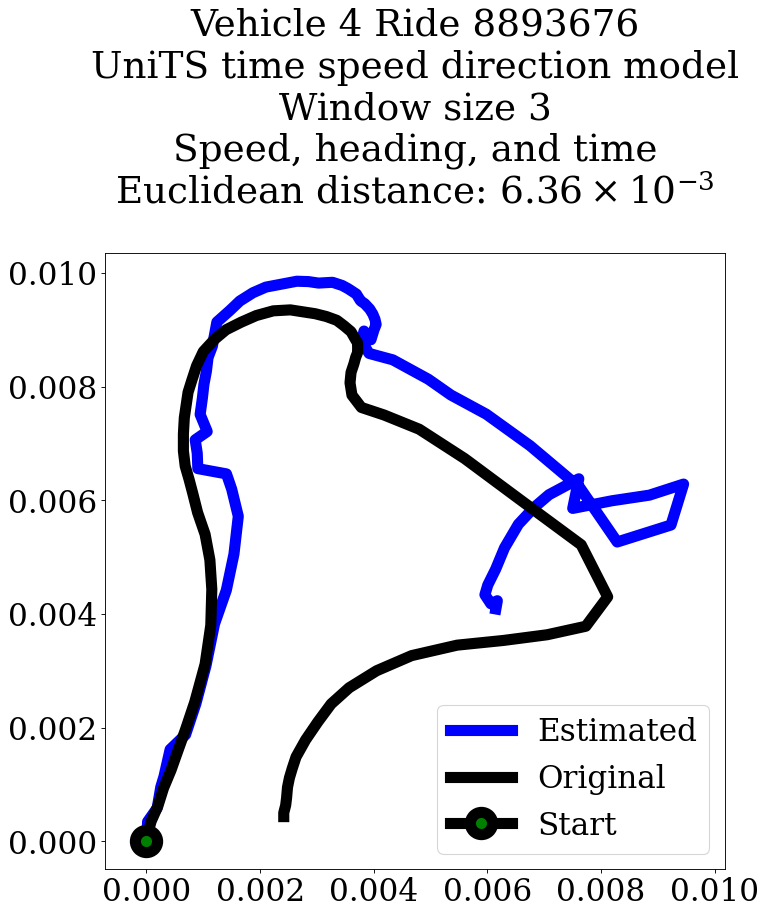 Vehicle 4 Ride 8893676
UniTS time speed direction model
Window size 3
Speed, heading, and time
Euclidean distance: 6.36 × 10⁻³
0.010
0.008
0.006
0.004
0.002
0.000
Estimated
Original
Start
0.000 0.002 0.004 0.006 0.008 0.010